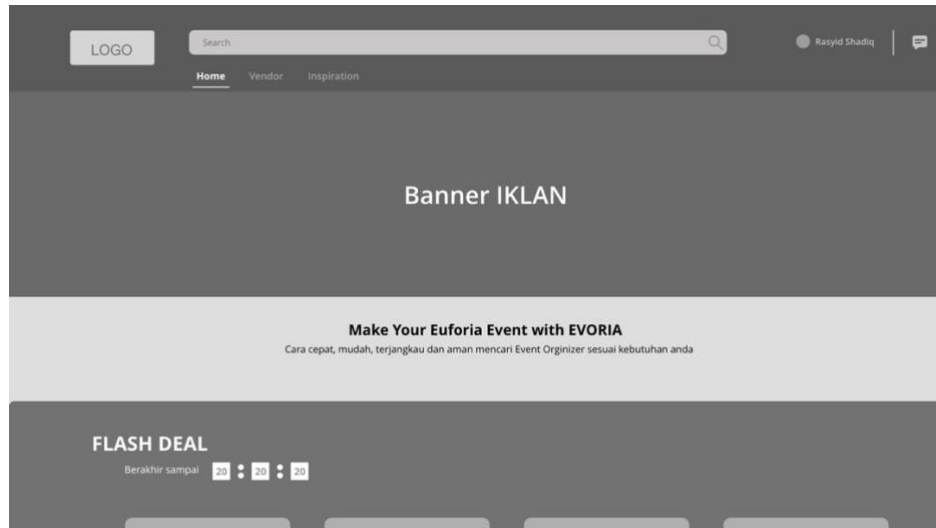 LOGO
Search
Rasyid Shadiq
Home Vendor Inspiration
Banner IKLAN
Make Your Euforia Event with EVORIA
Cara cepat, mudah, terjangkau dan aman mencari Event Orginizer sesuai kebutuhan anda
FLASH DEAL
Berakhir sampai 20 : 20 : 20